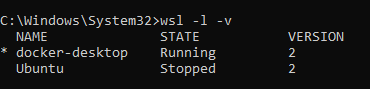 C:\Windows\System32>wsl -l -v
  NAME              STATE           VERSION
* docker-desktop    Running         2
  Ubuntu            Stopped         2